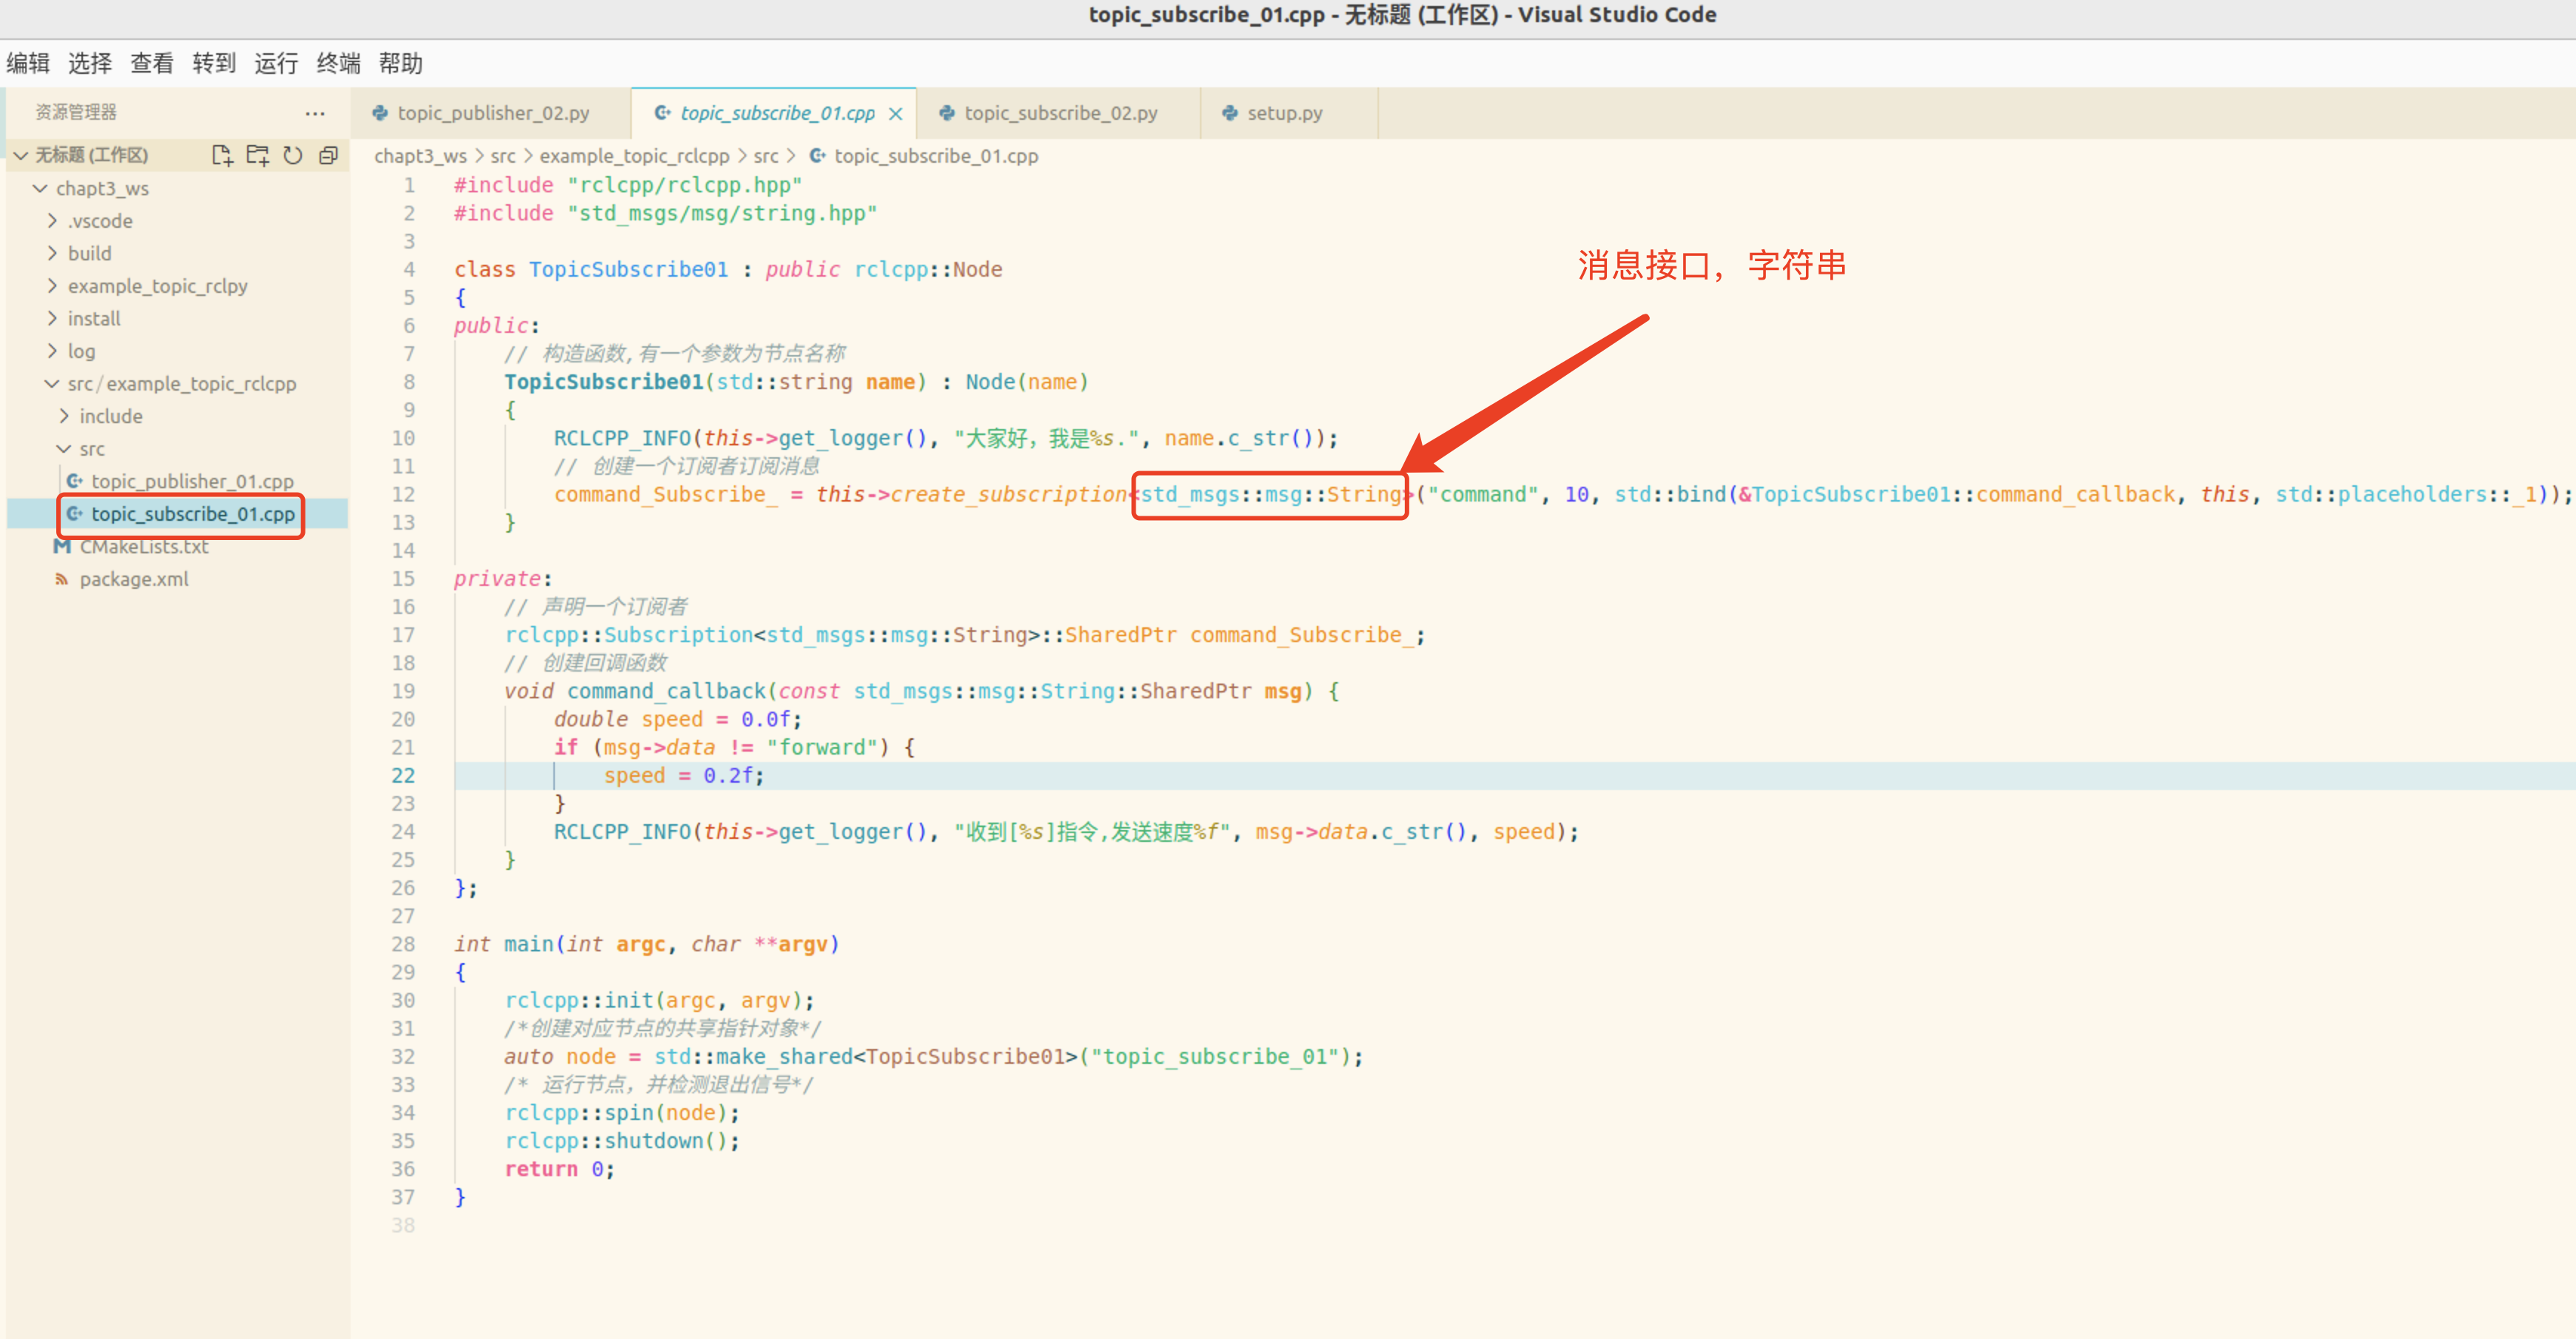 topic_subscribe_01.cpp - 无标题 (工作区) - Visual Studio Code
编辑 选择 查看 转到 运行 终端 帮助
资源管理器 ...
topic_publisher_02.py topic_subscribe_01.cpp topic_subscribe_02.py setup.py
无标题 (工作区)
chapt3_ws
.vscode
build
example_topic_rclpy
install
log
src/example_topic_rclcpp
include
src
topic_publisher_01.cpp
topic_subscribe_01.cpp
CMakeLists.txt
package.xml
chapt3_ws > src > example_topic_rclcpp > src > topic_subscribe_01.cpp
1 #include "rclcpp/rclcpp.hpp"
2 #include "std_msgs/msg/string.hpp"
3
消息接口，字符串
4 class TopicSubscribe01 : public rclcpp::Node
5 {
6 public:
7 // 构造函数,有一个参数为节点名称
8 TopicSubscribe01(std::string name) : Node(name)
9 {
10 RCLCPP_INFO(this->get_logger(), "大家好，我是%s.", name.c_str());
11 // 创建一个订阅者订阅消息
12 command_Subscribe_ = this->create_subscription<std_msgs::msg::String>("command", 10, std::bind(&TopicSubscribe01::command_callback, this, std::placeholders::_1));
13 }
14
15 private:
16 // 声明一个订阅者
17 rclcpp::Subscription<std_msgs::msg::String>::SharedPtr command_Subscribe_;
18 // 创建回调函数
19 void command_callback(const std_msgs::msg::String::SharedPtr msg) {
20 double speed = 0.0f;
21 if (msg->data != "forward") {
22 speed = 0.2f;
23 }
24 RCLCPP_INFO(this->get_logger(), "收到[%s]指令,发送速度%f", msg->data.c_str(), speed);
25 }
26 };
27
28 int main(int argc, char **argv)
29 {
30 rclcpp::init(argc, argv);
31 /*创建对应节点的共享指针对象*/
32 auto node = std::make_shared<TopicSubscribe01>("topic_subscribe_01");
33 /* 运行节点，并检测退出信号*/
34 rclcpp::spin(node);
35 rclcpp::shutdown();
36 return 0;
37 }
38